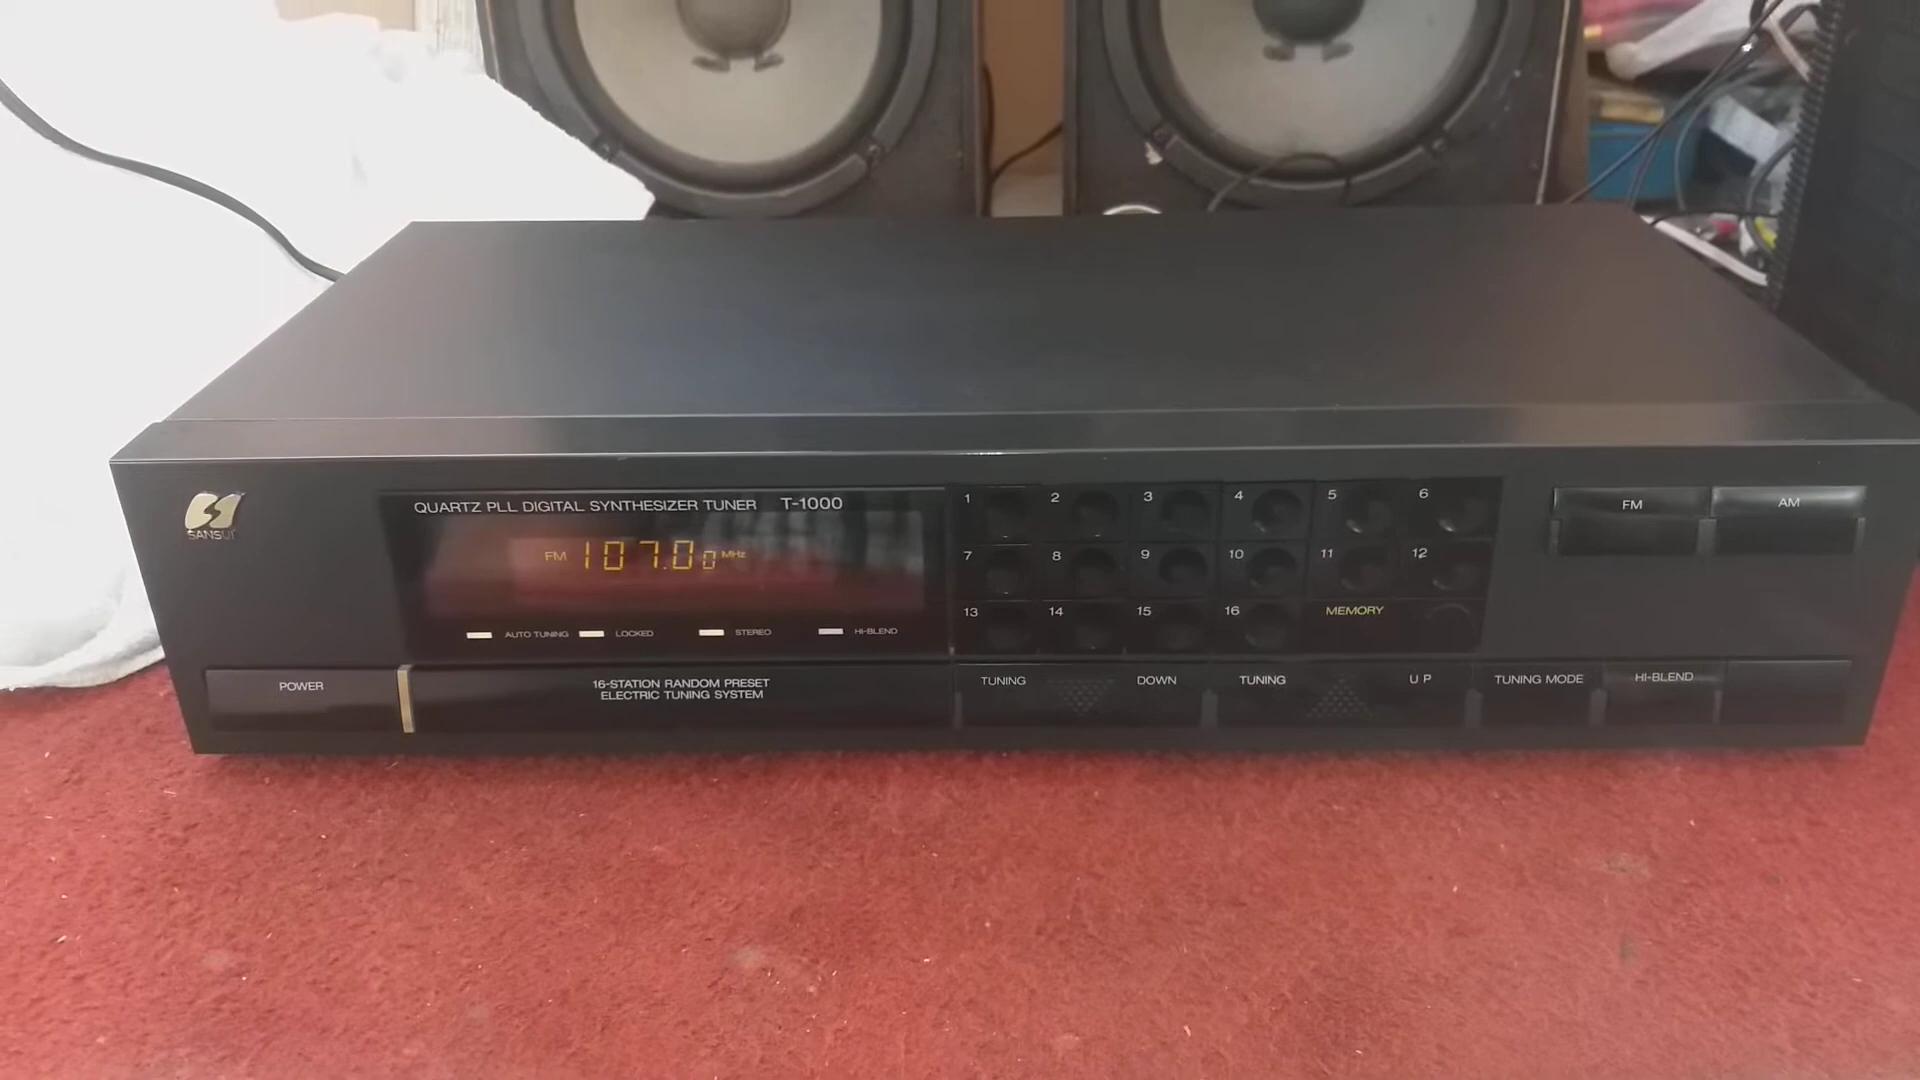 SANSUI
QUARTZ PLL DIGITAL SYNTHESIZER TUNER T-1000
FM 107.00 MHz
AUTO TUNING LOCKED STEREO HI-BLEND
1 2 3 4 5 6
7 8 9 10 11 12
13 14 15 16 MEMORY
FM AM
POWER
16-STATION RANDOM PRESET
ELECTRIC TUNING SYSTEM
TUNING DOWN TUNING UP TUNING MODE HI-BLEND